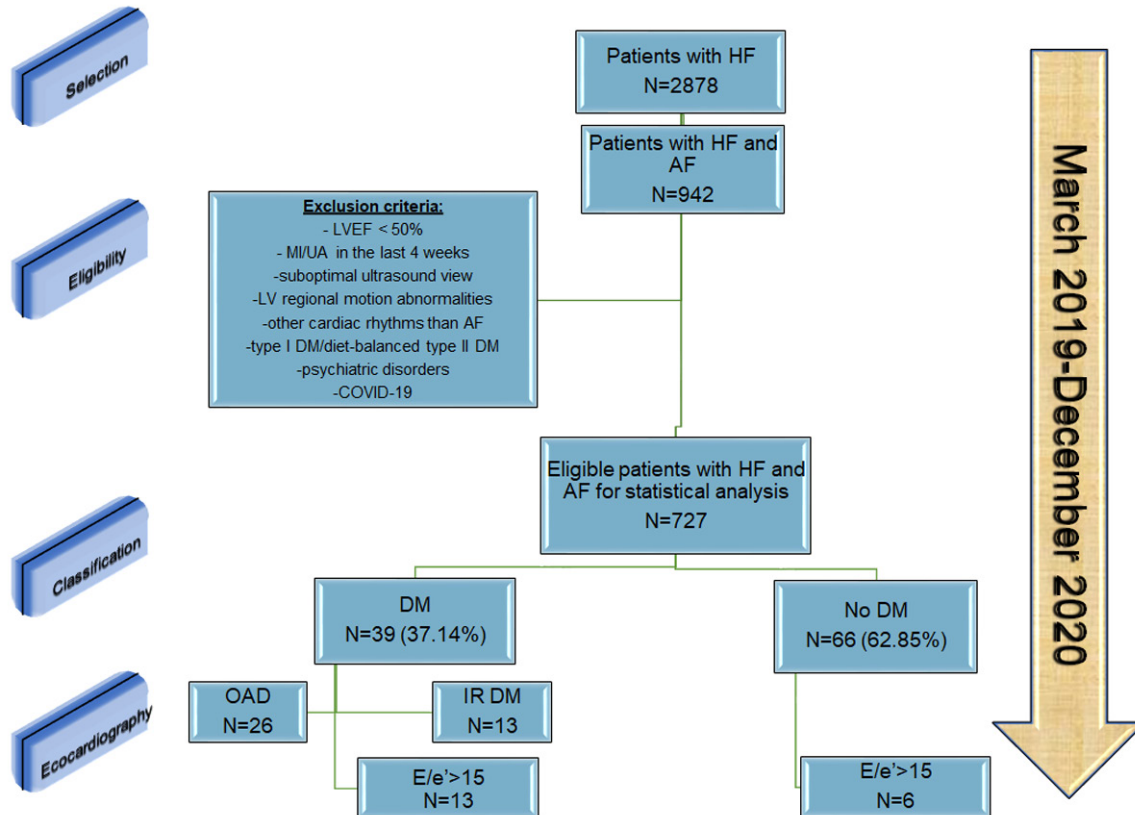 Selection
Patients with HF
N=2878
Patients with HF and
AF
N=942
Eligibility
Exclusion criteria:
- LVEF < 50%
- MI/UA in the last 4 weeks
-suboptimal ultrasound view
-LV regional motion abnormalities
-other cardiac rhythms than AF
-type I DM/diet-balanced type II DM
-psychiatric disorders
-COVID-19
Eligible patients with HF and
AF for statistical analysis
N=727
Classification
DM
N=39 (37.14%)
No DM
N=66 (62.85%)
Ecocardiography
OAD
N=26
IR DM
N=13
E/e'>15
N=13
E/e'>15
N=6
March 2019-December 2020